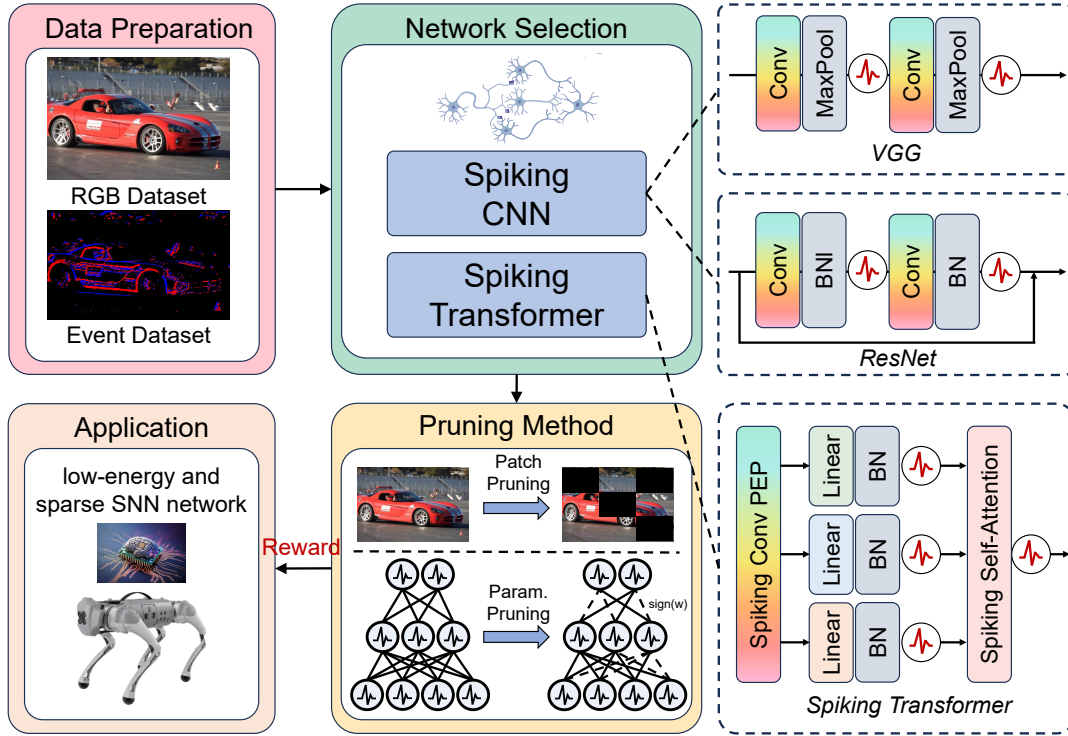 Data Preparation
RGB Dataset
Event Dataset
Network Selection
Spiking
CNN
Spiking
Transformer
Conv
MaxPool
Conv
MaxPool
VGG
Conv
BNI
Conv
BN
ResNet
Application
low-energy and
sparse SNN network
Reward
Pruning Method
Patch
Pruning
Param.
Pruning
sign(w)
Spiking Conv PEP
Linear
BN
Linear
BN
Linear
BN
Spiking Self-Attention
Spiking Transformer